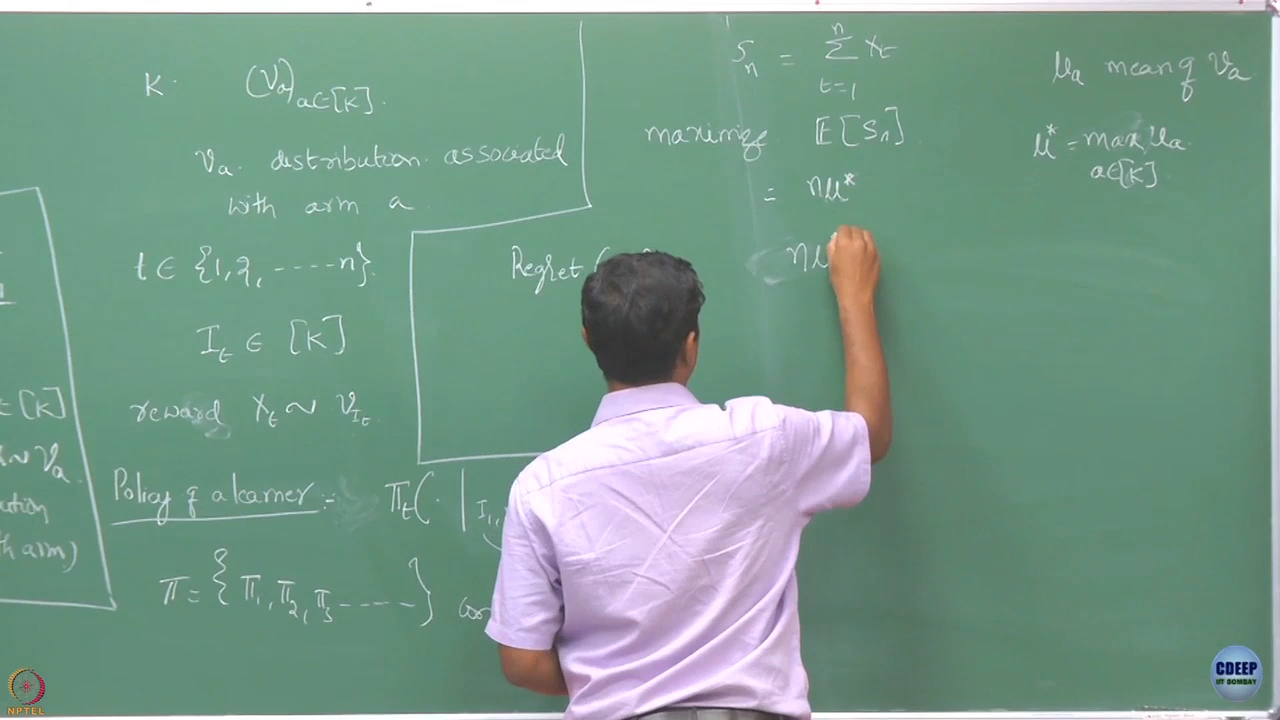 K. (ν_a)_{a∈[K]}.
ν_a. distribution. associated
with arm a
t ∈ {1, 2, -----n}.
I_t ∈ [K]
reward X_t ~ ν_{I_t}.
Policy of a learner :-
π_t( · | I_1,
π = {π_1, π_2, π_3 -----}
∈ [K]
~ ν_a.
arm)
Regret (
S_n = \sum_{t=1}^{n} X_t
maximize E[S_n].
= nμ*
nμ
μ_a mean of ν_a
μ* = max μ_a.
a∈[K]
NPTEL
CDEEP
IIT BOMBAY